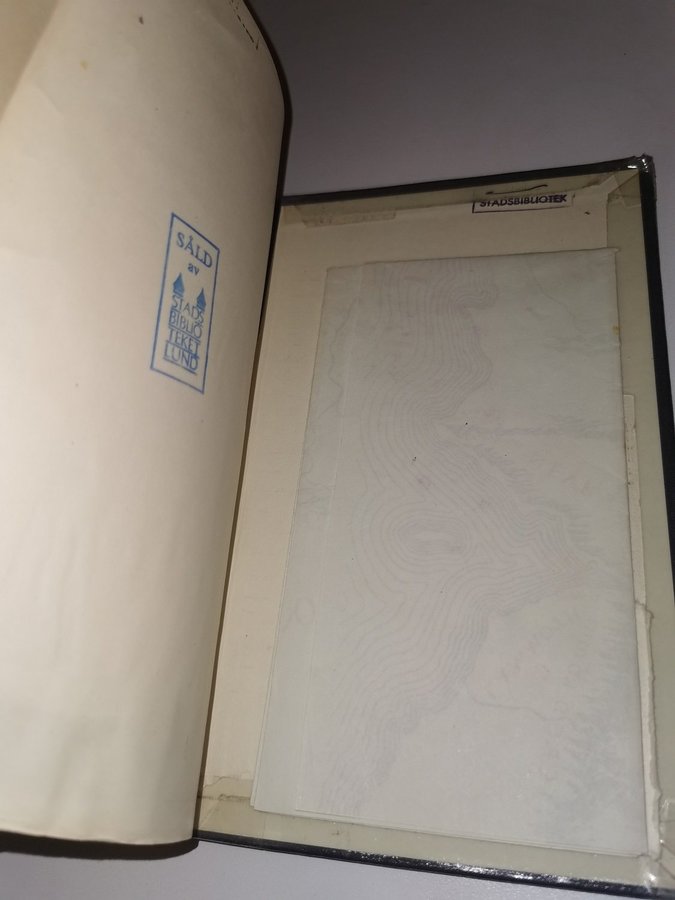 SÅLD
av
STADS
BIBLIO
TEKET
LUND
STADSBIBLIOTEK